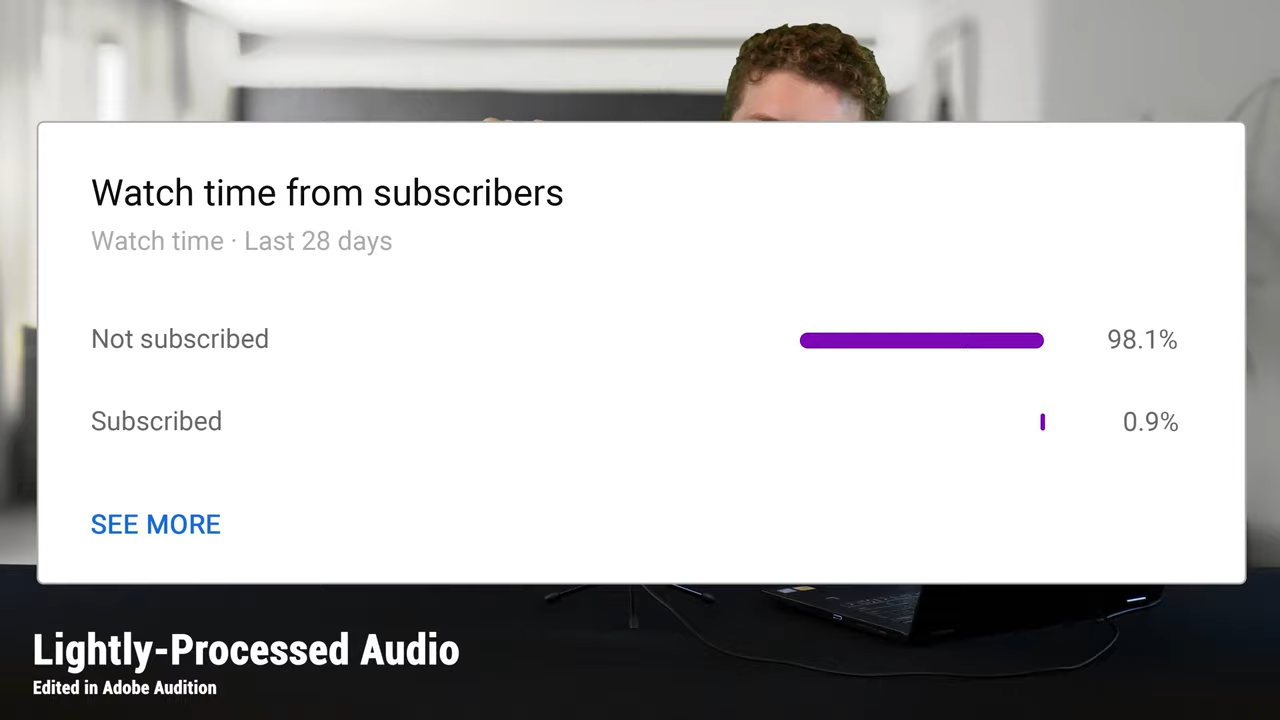 Watch time from subscribers
Watch time · Last 28 days
Not subscribed 98.1%
Subscribed 0.9%
SEE MORE
Lightly-Processed Audio
Edited in Adobe Audition